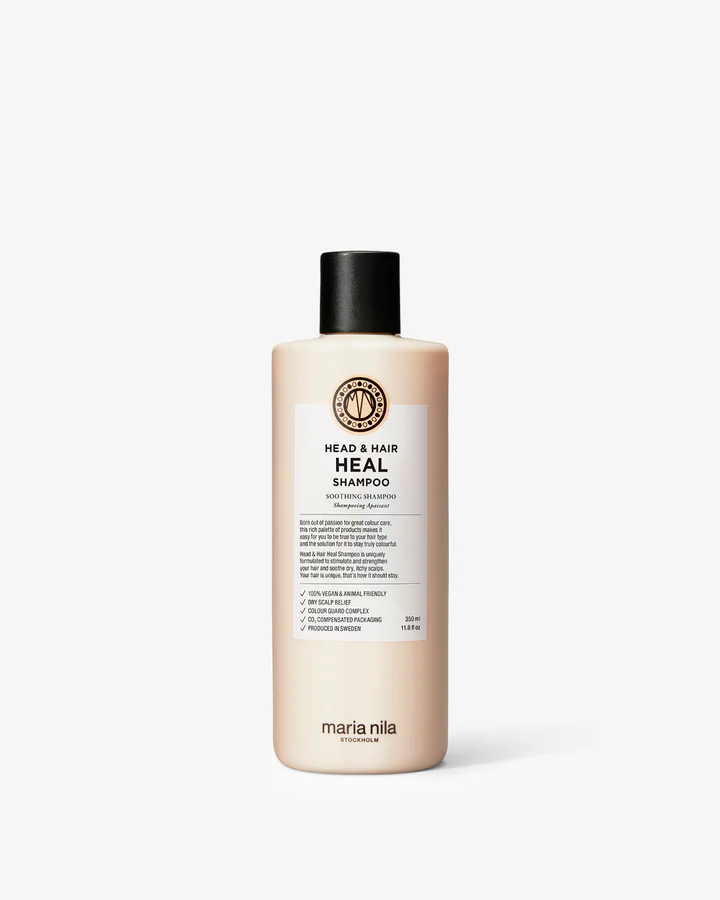 HEAD & HAIR
HEAL
SHAMPOO
SOOTHING SHAMPOO
Shampooing Apaisant
Born out of passion for great colour care,
this rich palette of products makes it
easy for you to be true to your hair type
and the solution for it to stay truly colourful.
Head & Hair Heal Shampoo is uniquely
formulated to stimulate and strengthen
your hair and soothe dry, itchy scalps.
Your hair is unique, that's how it should stay.
✓ 100% VEGAN & ANIMAL FRIENDLY
✓ DRY SCALP RELIEF
✓ COLOUR GUARD COMPLEX
✓ CO₂ COMPENSATED PACKAGING 350 ml
✓ PRODUCED IN SWEDEN 11.8 fl oz
maria nila
STOCKHOLM